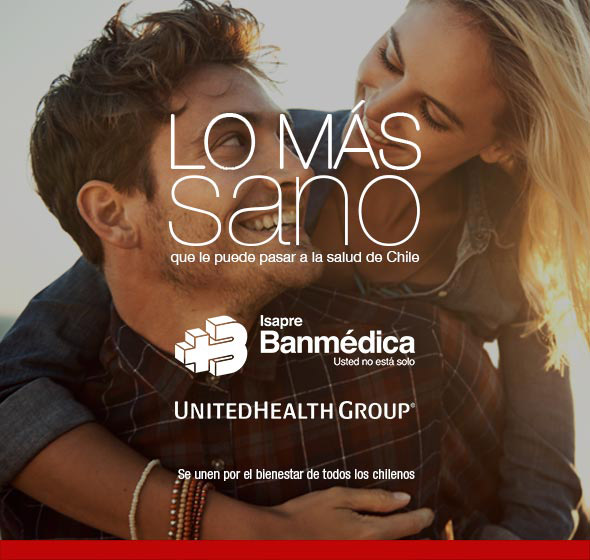 LO MÁS
sano
que le puede pasar a la salud de Chile
+B
Isapre
Banmédica
Usted no está solo
UNITEDHEALTH GROUP®
Se unen por el bienestar de todos los chilenos